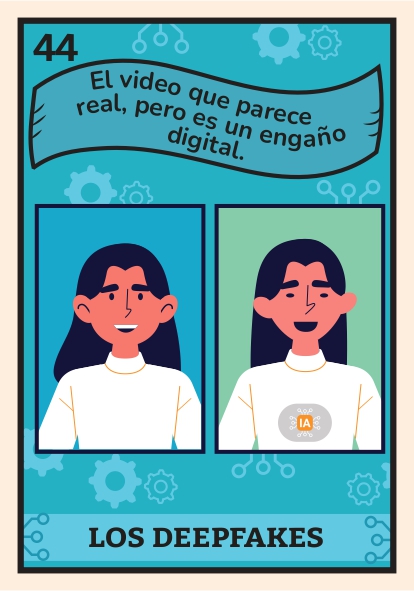 44
El video que parece
real, pero es un engaño
digital.
IA
LOS DEEPFAKES